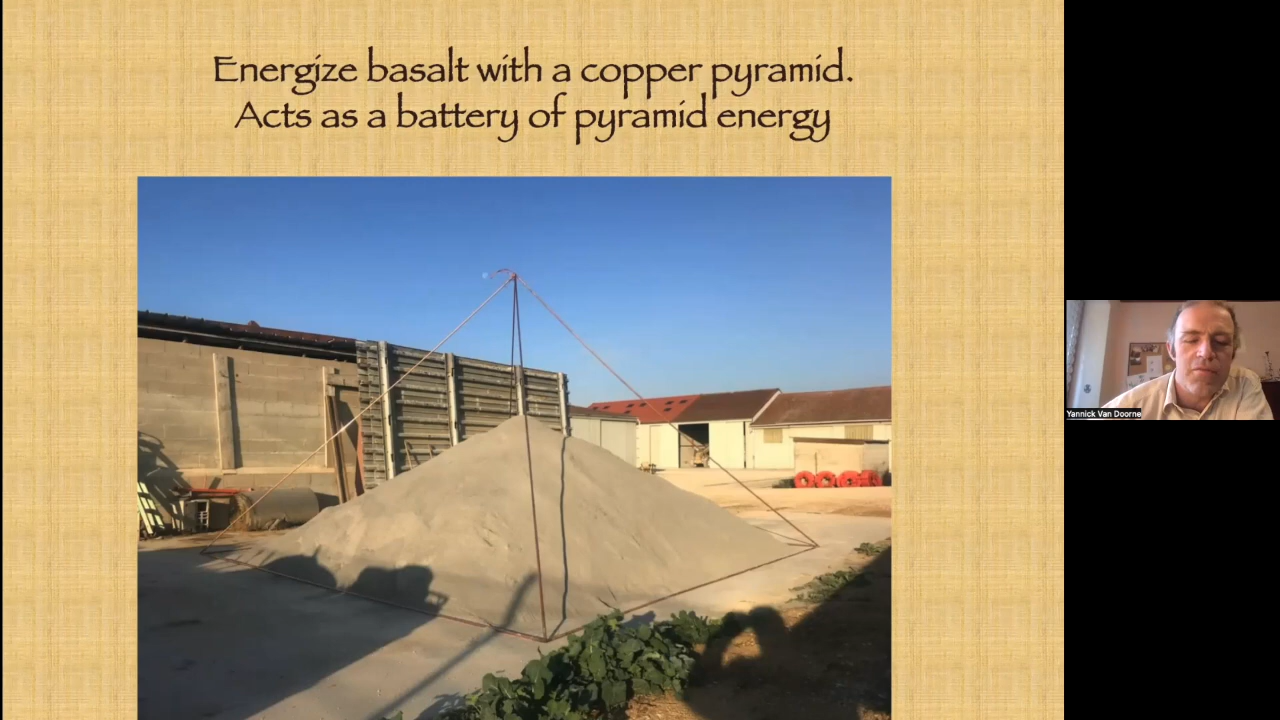 Energize basalt with a copper pyramid.
Acts as a battery of pyramid energy
Yannick Van Doorne